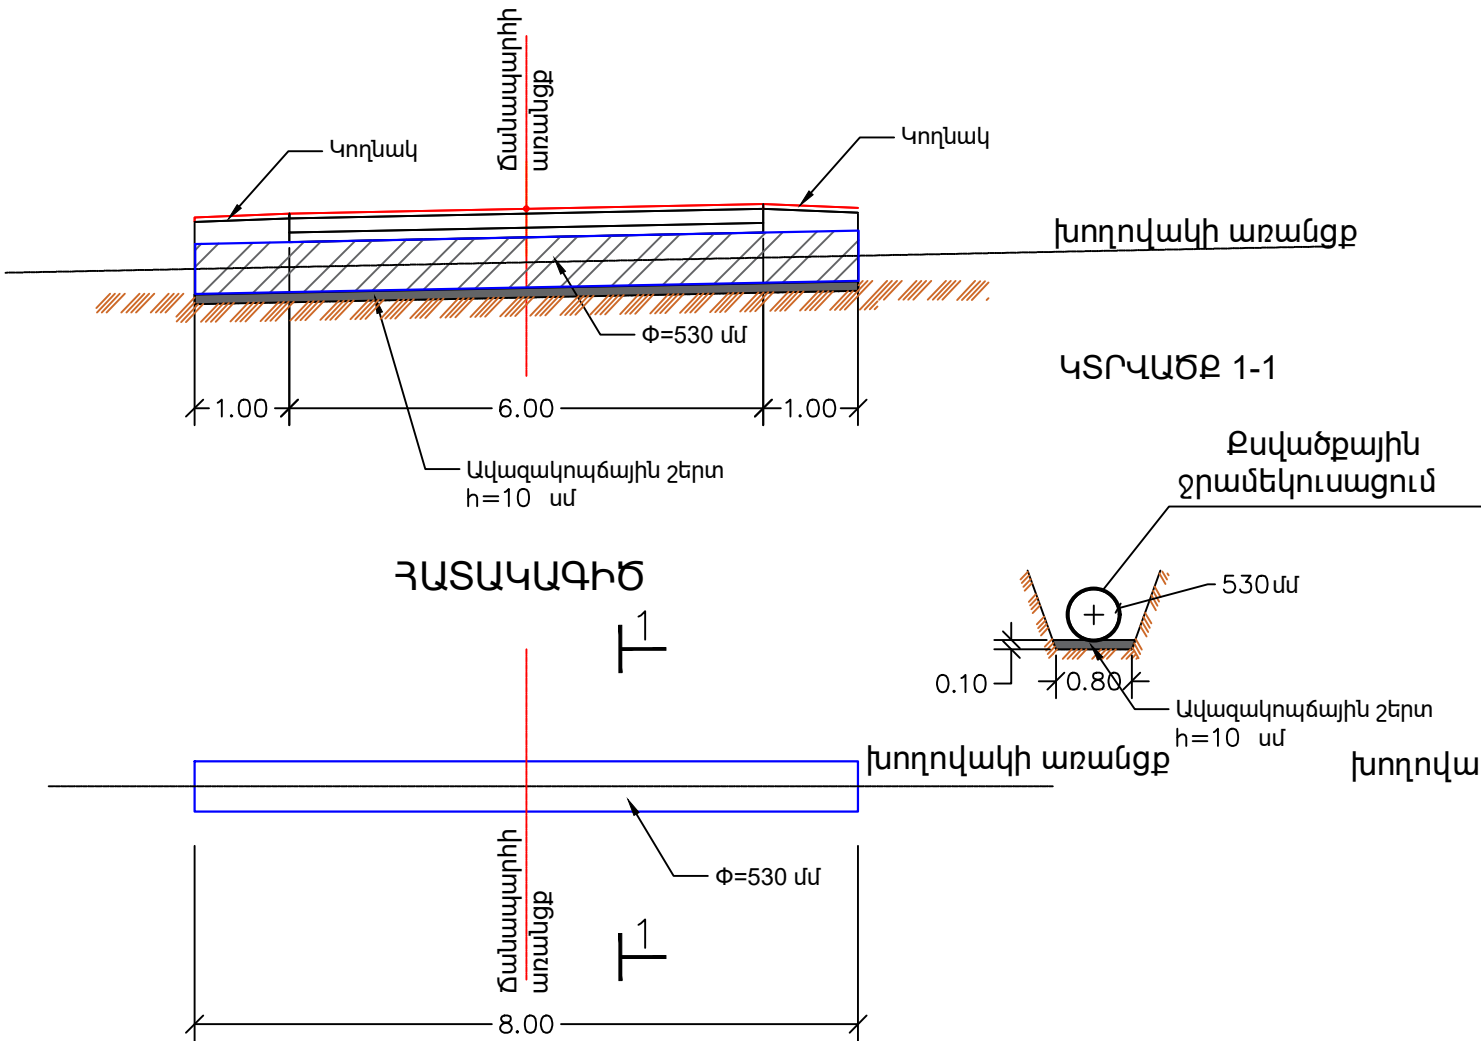 Ճանապարհի
առանցք
Կողնակ
Կողնակ
խողովակի առանցք
Φ=530 մմ
1.00
6.00
1.00
Ավազակոպճային շերտ
h=10 սմ
ԿՏՐՎԱԾՔ 1-1
Քսվածքային
ջրամեկուսացում
530մմ
0.10
0.80
Ավազակոպճային շերտ
h=10 սմ
ՀԱՏԱԿԱԳԻԾ
1
խողովակի առանցք
խողովա
Φ=530 մմ
Ճանապարհի
առանցք
1
8.00